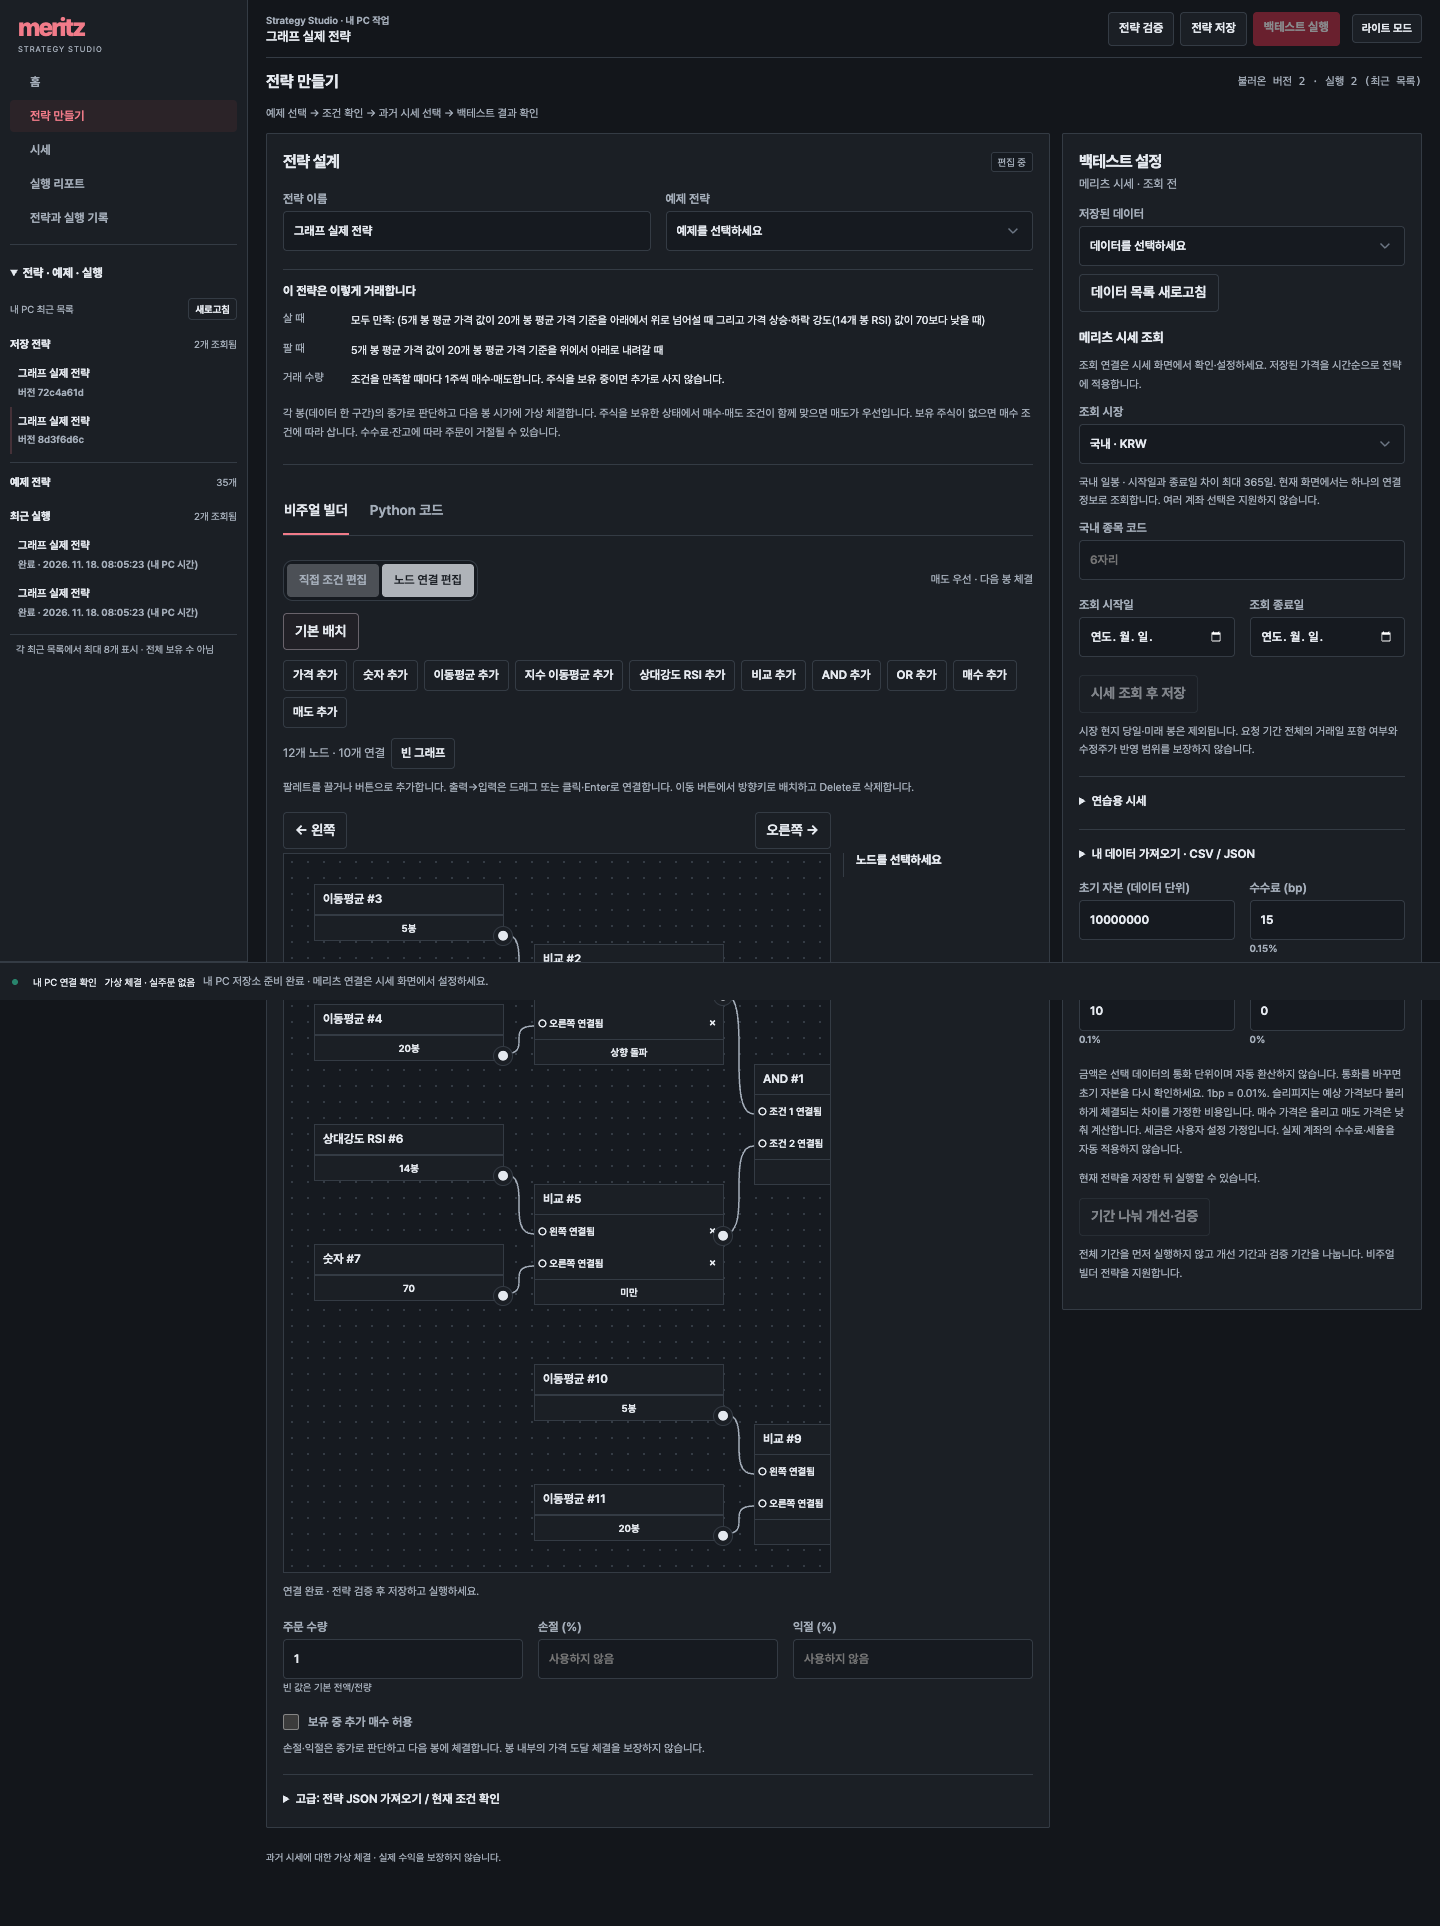 meritz
STRATEGY STUDIO
홈
전략 만들기
시세
실행 리포트
전략과 실행 기록
▼ 전략 · 예제 · 실행
내 PC 최근 목록
새로고침
저장 전략
2개 조회됨
그래프 실제 전략
버전 72c4a61d
그래프 실제 전략
버전 8d3f6d6c
예제 전략
35개
최근 실행
2개 조회됨
그래프 실제 전략
완료 · 2026. 11. 18. 08:05:23 (내 PC 시간)
그래프 실제 전략
완료 · 2026. 11. 18. 08:05:23 (내 PC 시간)
각 최근 목록에서 최대 8개 표시 · 전체 보유 수 아님
Strategy Studio · 내 PC 작업
그래프 실제 전략
전략 검증
전략 저장
백테스트 실행
라이트 모드
전략 만들기
불러온 버전 2 · 실행 2 (최근 목록)
예제 선택 → 조건 확인 → 과거 시세 선택 → 백테스트 결과 확인
전략 설계
편집 중
전략 이름
예제 전략
그래프 실제 전략
예제를 선택하세요
이 전략은 이렇게 거래합니다
살 때
모두 만족: (5개 봉 평균 가격 값이 20개 봉 평균 가격 기준을 아래에서 위로 넘어설 때 그리고 가격 상승·하락 강도(14개 봉 RSI) 값이 70보다 낮을 때)
팔 때
5개 봉 평균 가격 값이 20개 봉 평균 가격 기준을 위에서 아래로 내려갈 때
거래 수량
조건을 만족할 때마다 1주씩 매수·매도합니다. 주식을 보유 중이면 추가로 사지 않습니다.
각 봉(데이터 한 구간)의 종가로 판단하고 다음 봉 시가에 가상 체결합니다. 주식을 보유한 상태에서 매수·매도 조건이 함께 맞으면 매도가 우선입니다. 보유 주식이 없으면 매수 조
건에 따라 삽니다. 수수료·잔고에 따라 주문이 거절될 수 있습니다.
비주얼 빌더
Python 코드
직접 조건 편집
노드 연결 편집
매도 우선 · 다음 봉 체결
기본 배치
가격 추가
숫자 추가
이동평균 추가
지수 이동평균 추가
상대강도 RSI 추가
비교 추가
AND 추가
OR 추가
매수 추가
매도 추가
12개 노드 · 10개 연결
빈 그래프
팔레트를 끌거나 버튼으로 추가합니다. 출력→입력은 드래그 또는 클릭·Enter로 연결합니다. 이동 버튼에서 방향키로 배치하고 Delete로 삭제합니다.
← 왼쪽
오른쪽 →
노드를 선택하세요
이동평균 #3
5봉
비교 #2
내 PC 연결 확인
가상 체결 · 실주문 없음
내 PC 저장소 준비 완료 · 메리츠 연결은 시세 화면에서 설정하세요.
이동평균 #4
20봉
오른쪽 연결됨
×
상향 돌파
AND #1
조건 1 연결됨
조건 2 연결됨
상대강도 RSI #6
14봉
비교 #5
왼쪽 연결됨
×
오른쪽 연결됨
×
미만
숫자 #7
70
이동평균 #10
5봉
비교 #9
왼쪽 연결됨
오른쪽 연결됨
이동평균 #11
20봉
연결 완료 · 전략 검증 후 저장하고 실행하세요.
주문 수량
손절 (%)
익절 (%)
1
사용하지 않음
사용하지 않음
빈 값은 기본 전액/전량
보유 중 추가 매수 허용
손절·익절은 종가로 판단하고 다음 봉에 체결합니다. 봉 내부의 가격 도달 체결을 보장하지 않습니다.
▶ 고급: 전략 JSON 가져오기 / 현재 조건 확인
과거 시세에 대한 가상 체결 · 실제 수익을 보장하지 않습니다.
백테스트 설정
메리츠 시세 · 조회 전
저장된 데이터
데이터를 선택하세요
데이터 목록 새로고침
메리츠 시세 조회
조회 연결은 시세 화면에서 확인·설정하세요. 저장된 가격을 시간순으로 전략
에 적용합니다.
조회 시장
국내 · KRW
국내 일봉 · 시작일과 종료일 차이 최대 365일. 현재 화면에서는 하나의 연결
정보로 조회합니다. 여러 계좌 선택은 지원하지 않습니다.
국내 종목 코드
6자리
조회 시작일
조회 종료일
연도. 월. 일.
연도. 월. 일.
시세 조회 후 저장
시장 현지 당일·미래 봉은 제외됩니다. 요청 기간 전체의 거래일 포함 여부와
수정주가 반영 범위를 보장하지 않습니다.
▶ 연습용 시세
▶ 내 데이터 가져오기 · CSV / JSON
초기 자본 (데이터 단위)
수수료 (bp)
10000000
15
0.15%
10
0
0.1%
0%
금액은 선택 데이터의 통화 단위이며 자동 환산하지 않습니다. 통화를 바꾸면
초기 자본을 다시 확인하세요. 1bp = 0.01%. 슬리피지는 예상 가격보다 불리
하게 체결되는 차이를 가정한 비용입니다. 매수 가격은 올리고 매도 가격은 낮
춰 계산합니다. 세금은 사용자 설정 가정입니다. 실제 계좌의 수수료·세율을
자동 적용하지 않습니다.
현재 전략을 저장한 뒤 실행할 수 있습니다.
기간 나눠 개선·검증
전체 기간을 먼저 실행하지 않고 개선 기간과 검증 기간을 나눕니다. 비주얼
빌더 전략을 지원합니다.